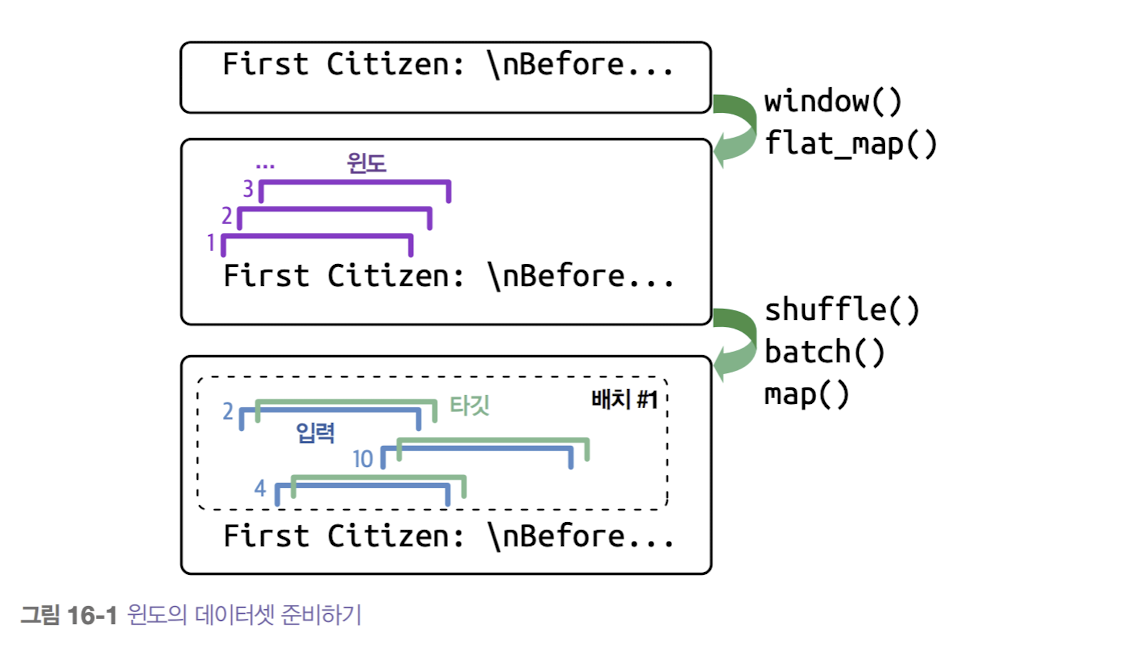 First Citizen: \nBefore...
window()
flat_map()
... 윈도
3
2
1
First Citizen: \nBefore...
shuffle()
batch()
map()
배치 #1
2 타깃
입력
10
4
First Citizen: \nBefore...
그림 16-1 윈도의 데이터셋 준비하기